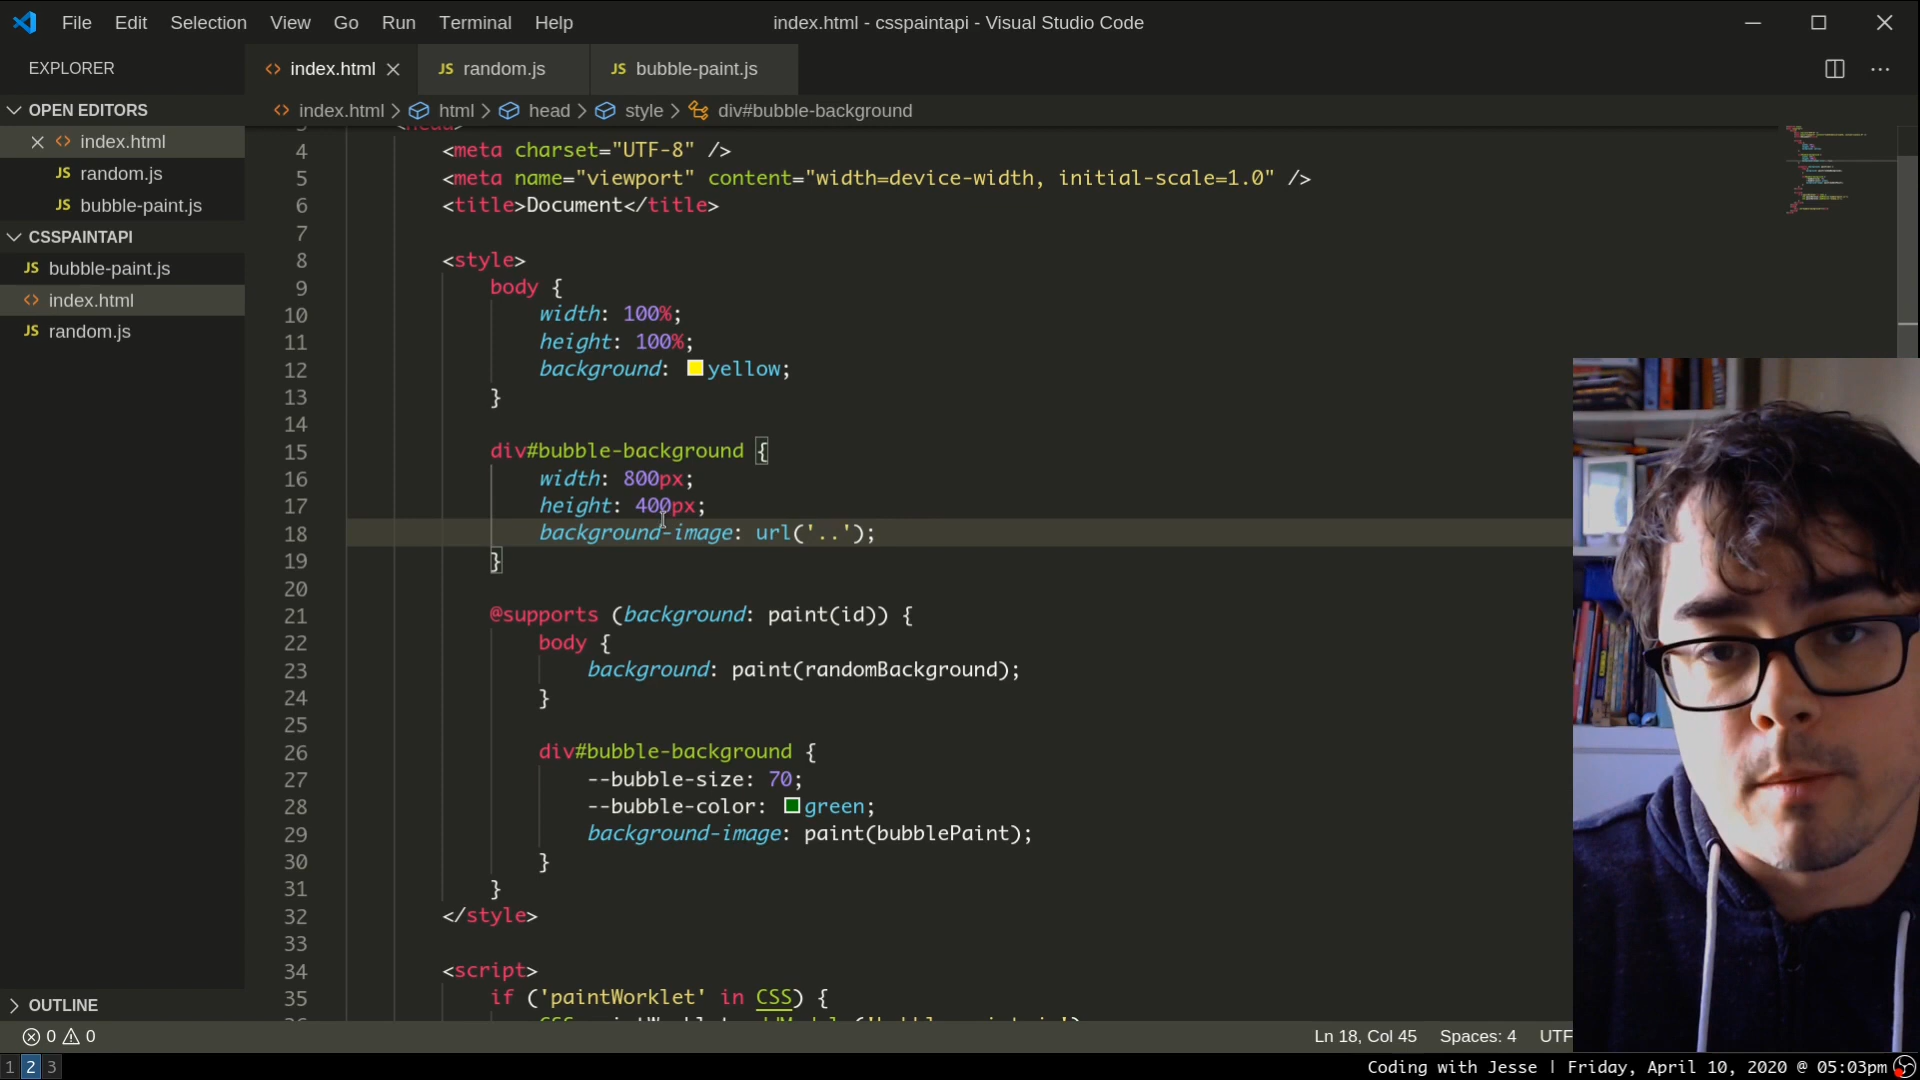 File Edit Selection View Go Run Terminal Help
index.html - csspaintapi - Visual Studio Code
EXPLORER
OPEN EDITORS
index.html
JS random.js
JS bubble-paint.js
CSSPAINTAPI
JS bubble-paint.js
index.html
JS random.js
OUTLINE
index.html
JS random.js
JS bubble-paint.js
index.html > html > head > style > div#bubble-background
4 <meta charset="UTF-8" />
5 <meta name="viewport" content="width=device-width, initial-scale=1.0" />
6 <title>Document</title>
7
8 <style>
9 body {
10 width: 100%;
11 height: 100%;
12 background: yellow;
13 }
14
15 div#bubble-background {
16 width: 800px;
17 height: 400px;
18 background-image: url('..');
19 }
20
21 @supports (background: paint(id)) {
22 body {
23 background: paint(randomBackground);
24 }
25
26 div#bubble-background {
27 --bubble-size: 70;
28 --bubble-color: green;
29 background-image: paint(bubblePaint);
30 }
31 }
32 </style>
33
34 <script>
35 if ('paintWorklet' in CSS) {
0 0
Ln 18, Col 45 Spaces: 4 UTF
1 2 3
Coding with Jesse | Friday, April 10, 2020 @ 05:03pm